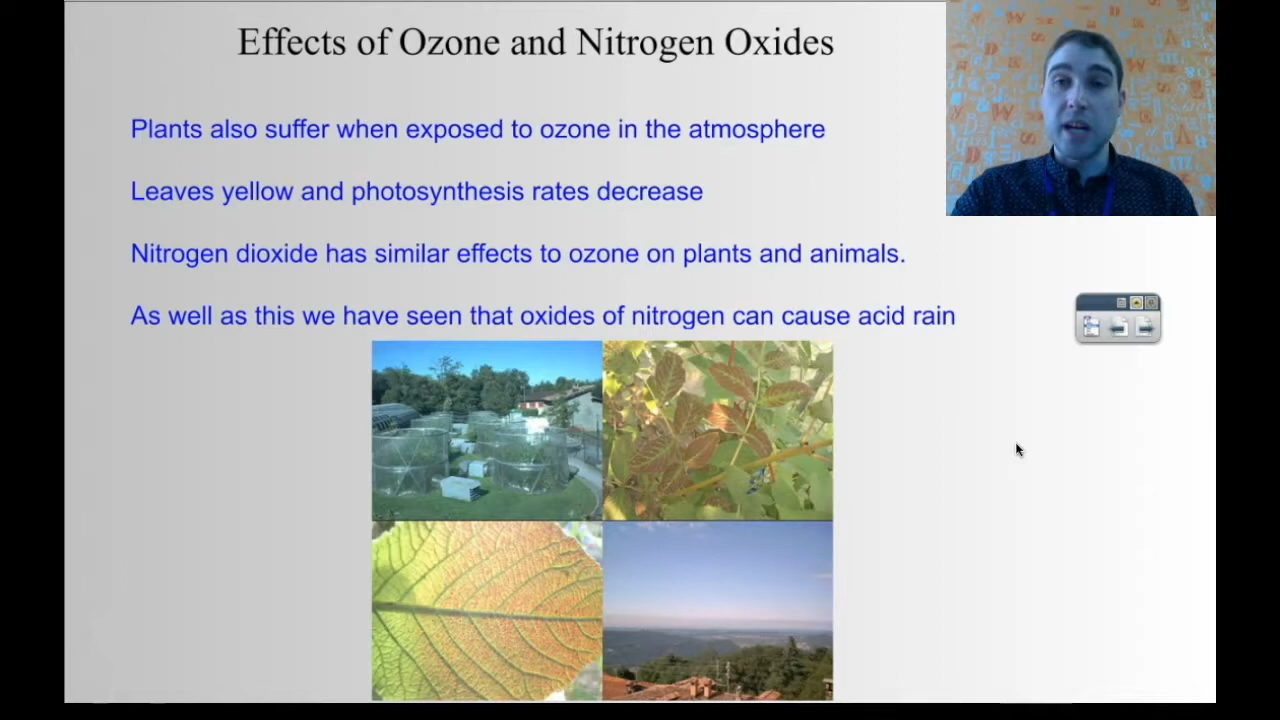 Effects of Ozone and Nitrogen Oxides
Plants also suffer when exposed to ozone in the atmosphere
Leaves yellow and photosynthesis rates decrease
Nitrogen dioxide has similar effects to ozone on plants and animals.
As well as this we have seen that oxides of nitrogen can cause acid rain